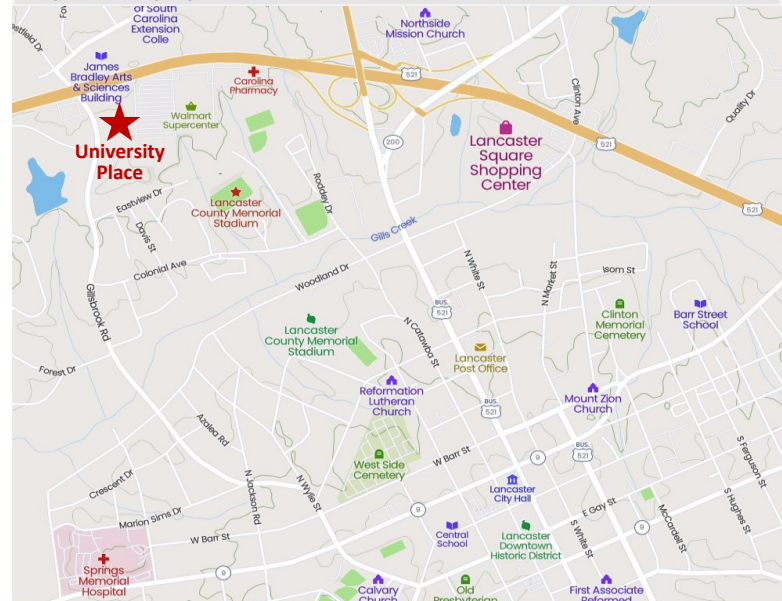 of South
Carolina
Extension
Colle
Northside
Mission Church
James
Bradley Arts
& Sciences
Building
Carolina
Pharmacy
521
Walmart
Supercenter
Clinton Ave
Quality Dr
University
Place
200
Lancaster
Square
Shopping
Center
521
521
Eastview Dr
Lancaster
County Memorial
Stadium
Roddey Dr
Davis St
Gills Creek
Colonial Ave
Woodland Dr
N White St
N Market St
Isom St
Gillsbrook Rd
BUS.
521
Lancaster
County Memorial
Stadium
N Catawba St
Clinton
Memorial
Cemetery
Barr Street
School
Lancaster
Post Office
Forest Dr
Reformation
Lutheran
Church
Mount Zion
Church
BUS.
521
Azalea Rd
West Side
Cemetery
W Barr St
9
BUS.
521
S Ferguson St
Crescent Dr
N Jackson Rd
N Wylie St
Lancaster
City Hall
S Hughes St
Marion Sims Dr
9
E Gay St
McCardell St
9
W Barr St
Central
School
Lancaster
Downtown
Historic District
S White St
Springs
Memorial
Hospital
9
Calvary
Church
Old
Presbyterian
First Associate
Reformed